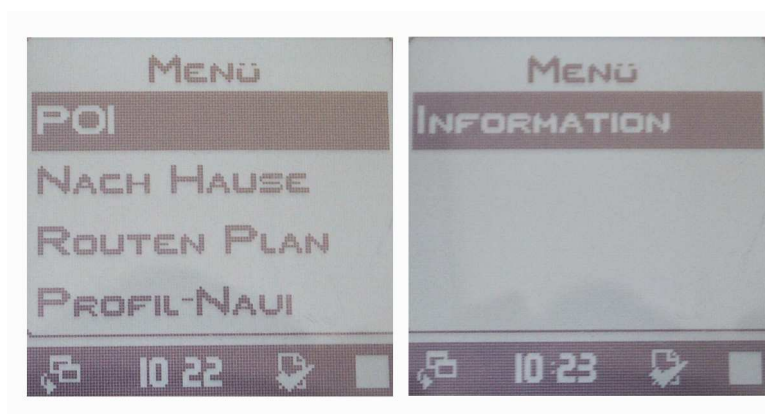 Menü
POI
Nach Hause
Routen Plan
Profil-Navi
10 22
Menü
Information
10:23